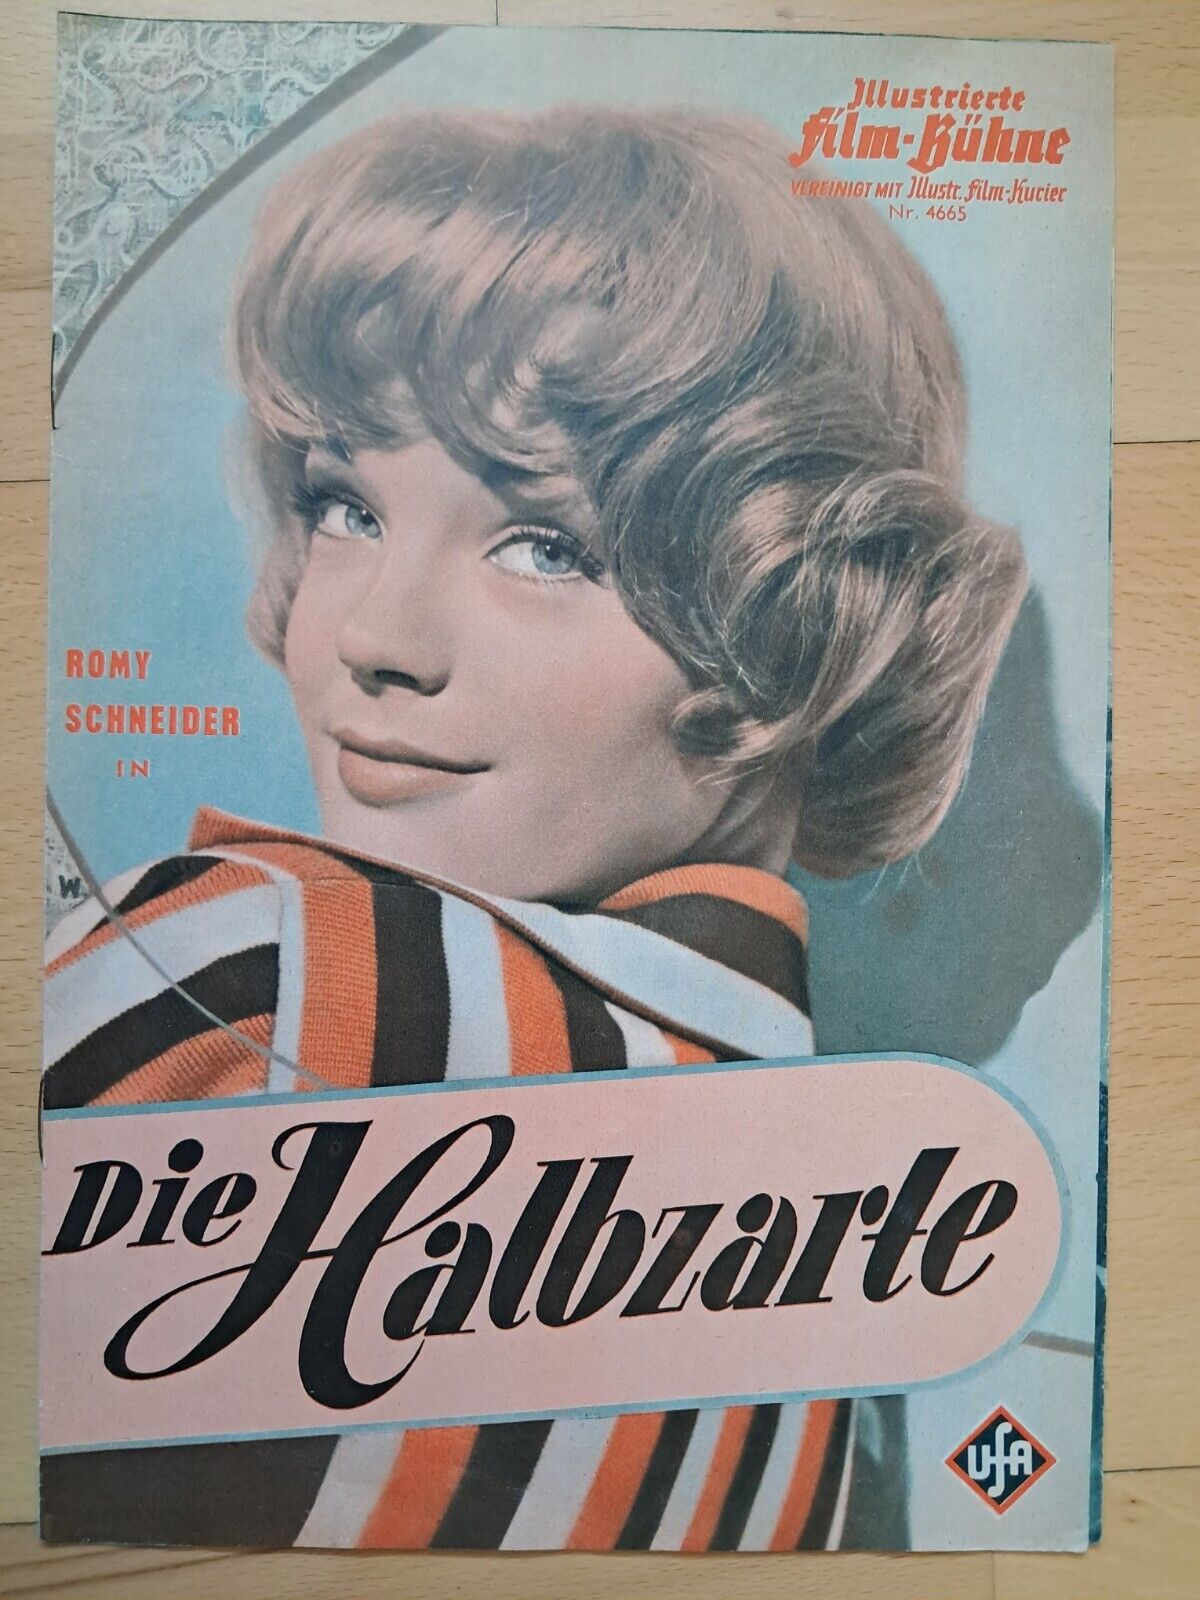 Illustrierte
Film-Bühne
VEREINIGT MIT Illustr. Film-Kurier
Nr. 4665
ROMY
SCHNEIDER
IN
W.
Die Halbzarte
UfA